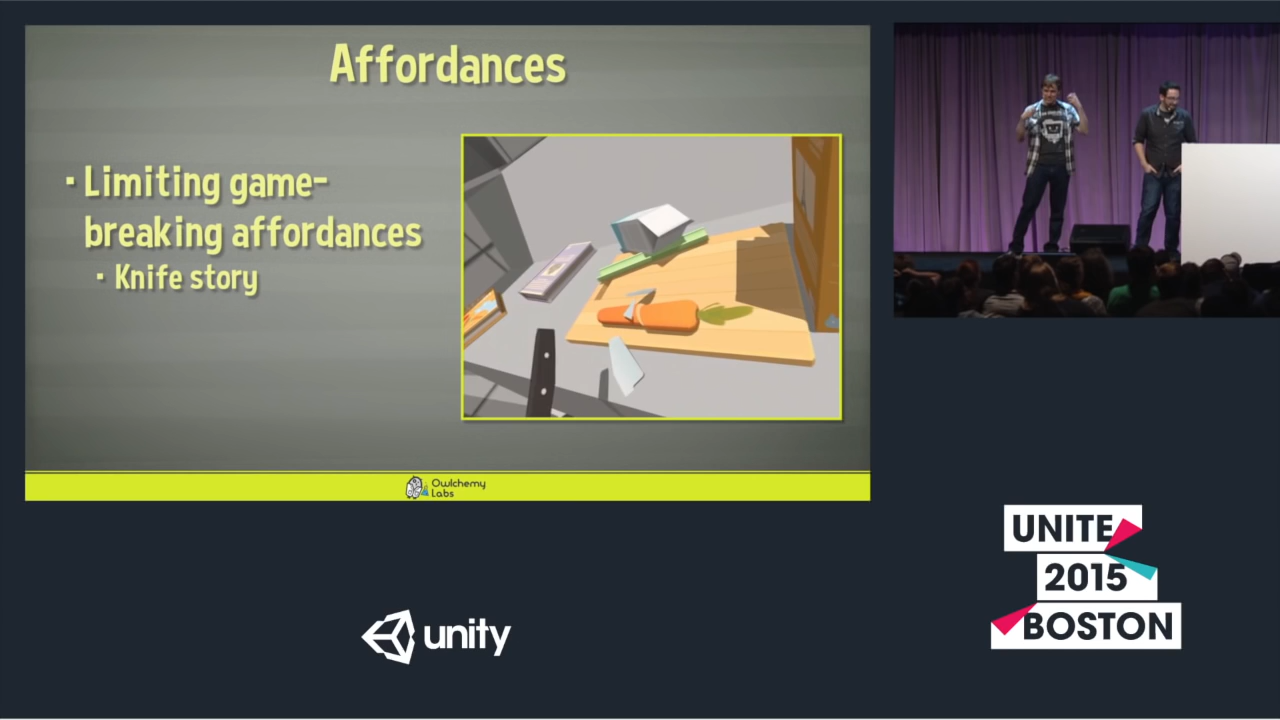 Affordances
▪ Limiting game-
breaking affordances
▪ Knife story
Owlchemy
Labs
unity
UNITE
2015
BOSTON